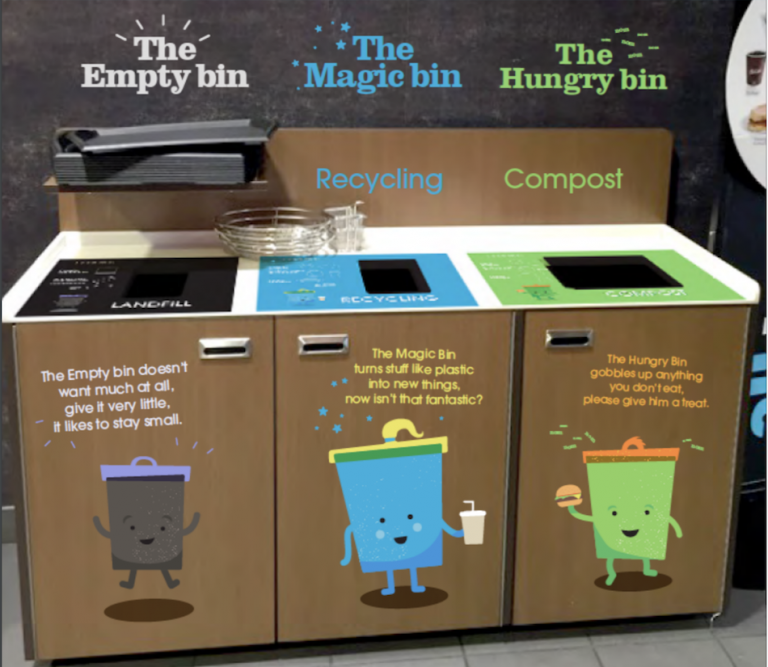 The
Empty bin
The
Magic bin
The
Hungry bin
Recycling
Compost
LANDFILL
RECYCLING
COMPOST
The Empty bin doesn't
want much at all,
give it very little,
it likes to stay small.
The Magic Bin
turns stuff like plastic
into new things,
now isn't that fantastic?
The Hungry Bin
gobbles up anything
you don't eat,
please give him a treat.